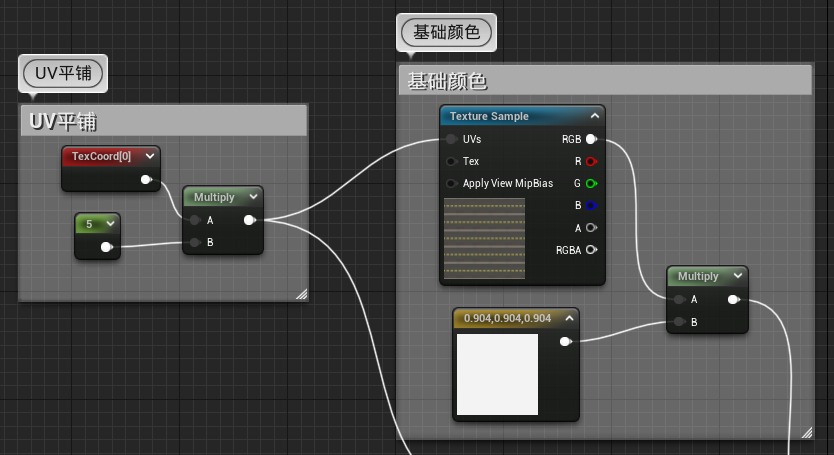 基础颜色
UV平铺
基础颜色
UV平铺
Texture Sample
UVs
RGB
Tex
R
Apply View MipBias
G
B
A
RGBA
TexCoord[0]
Multiply
A
B
5
Multiply
A
B
0.904,0.904,0.904